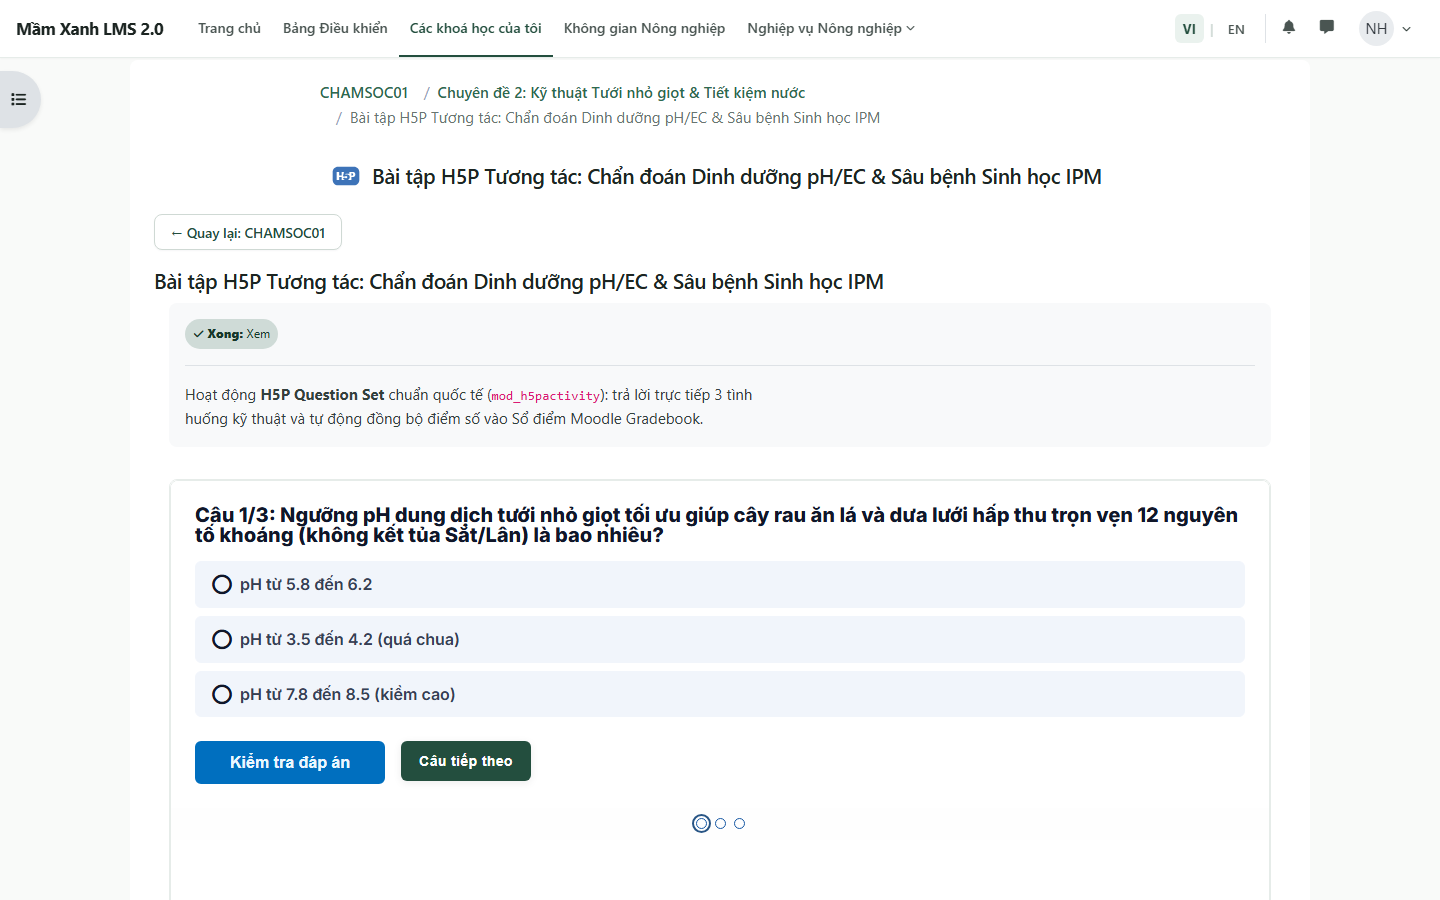 Mầm Xanh LMS 2.0
Trang chủ
Bảng Điều khiển
Các khoá học của tôi
Không gian Nông nghiệp
Nghiệp vụ Nông nghiệp
VI | EN
NH
CHAMSOC01 / Chuyên đề 2: Kỹ thuật Tưới nhỏ giọt & Tiết kiệm nước
/ Bài tập H5P Tương tác: Chẩn đoán Dinh dưỡng pH/EC & Sâu bệnh Sinh học IPM
H-P Bài tập H5P Tương tác: Chẩn đoán Dinh dưỡng pH/EC & Sâu bệnh Sinh học IPM
← Quay lại: CHAMSOC01
Bài tập H5P Tương tác: Chẩn đoán Dinh dưỡng pH/EC & Sâu bệnh Sinh học IPM
Xong: Xem
Hoạt động H5P Question Set chuẩn quốc tế (mod_h5pactivity): trả lời trực tiếp 3 tình
huống kỹ thuật và tự động đồng bộ điểm số vào Sổ điểm Moodle Gradebook.
Câu 1/3: Ngưỡng pH dung dịch tưới nhỏ giọt tối ưu giúp cây rau ăn lá và dưa lưới hấp thu trọn vẹn 12 nguyên
tố khoáng (không kết tủa Sắt/Lân) là bao nhiêu?
pH từ 5.8 đến 6.2
pH từ 3.5 đến 4.2 (quá chua)
pH từ 7.8 đến 8.5 (kiềm cao)
Kiểm tra đáp án
Câu tiếp theo